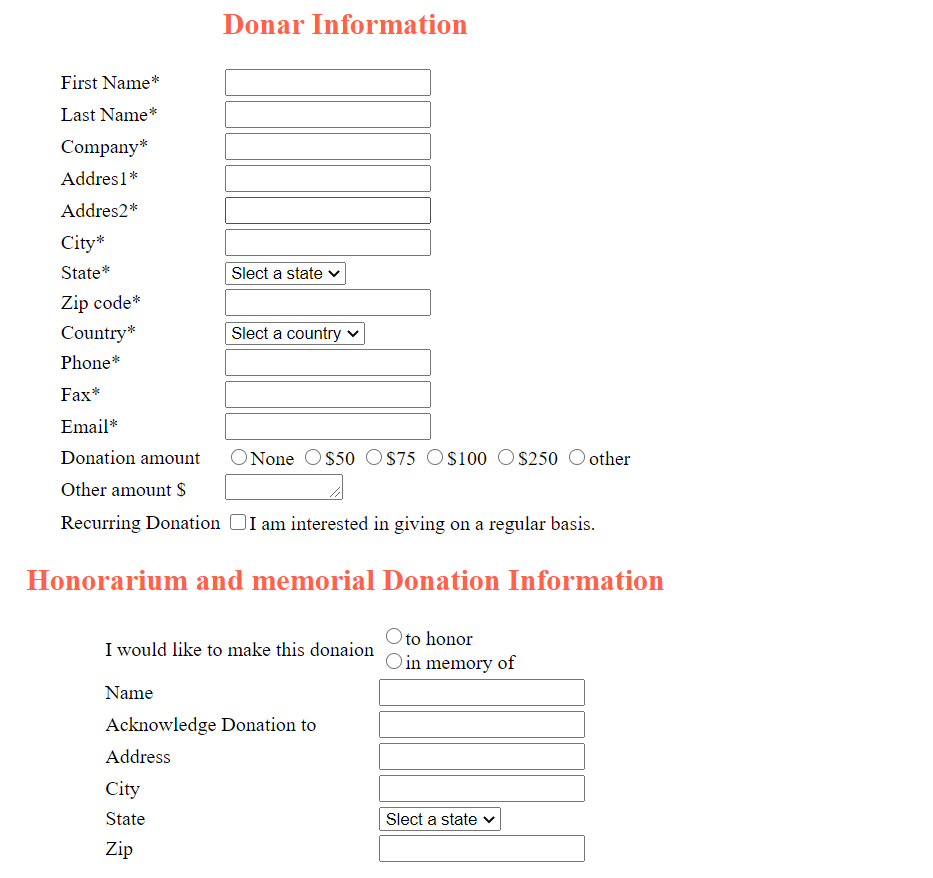 Donar Information
First Name*
Last Name*
Company*
Addres1*
Addres2*
City*
State* Slect a state
Zip code*
Country* Slect a country
Phone*
Fax*
Email*
Donation amount None $50 $75 $100 $250 other
Other amount $
Recurring Donation I am interested in giving on a regular basis.
Honorarium and memorial Donation Information
I would like to make this donaion to honor
in memory of
Name
Acknowledge Donation to
Address
City
State Slect a state
Zip